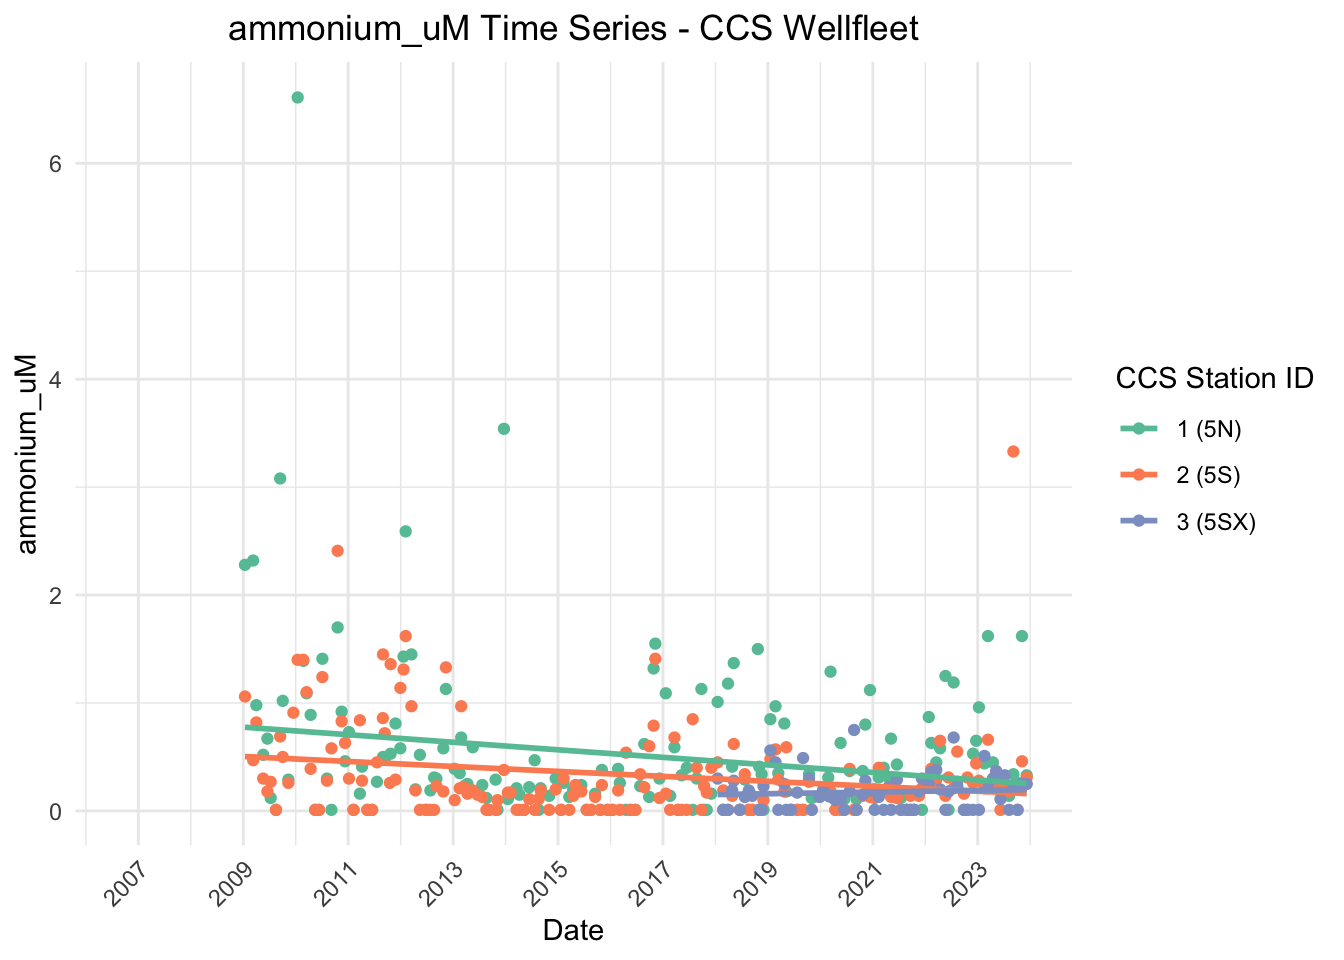 ammonium_uM Time Series - CCS Wellfleet
ammonium_uM
6
4
2
0
2007
2009
2011
2013
2015
2017
2019
2021
2023
Date
CCS Station ID
1 (5N)
2 (5S)
3 (5SX)